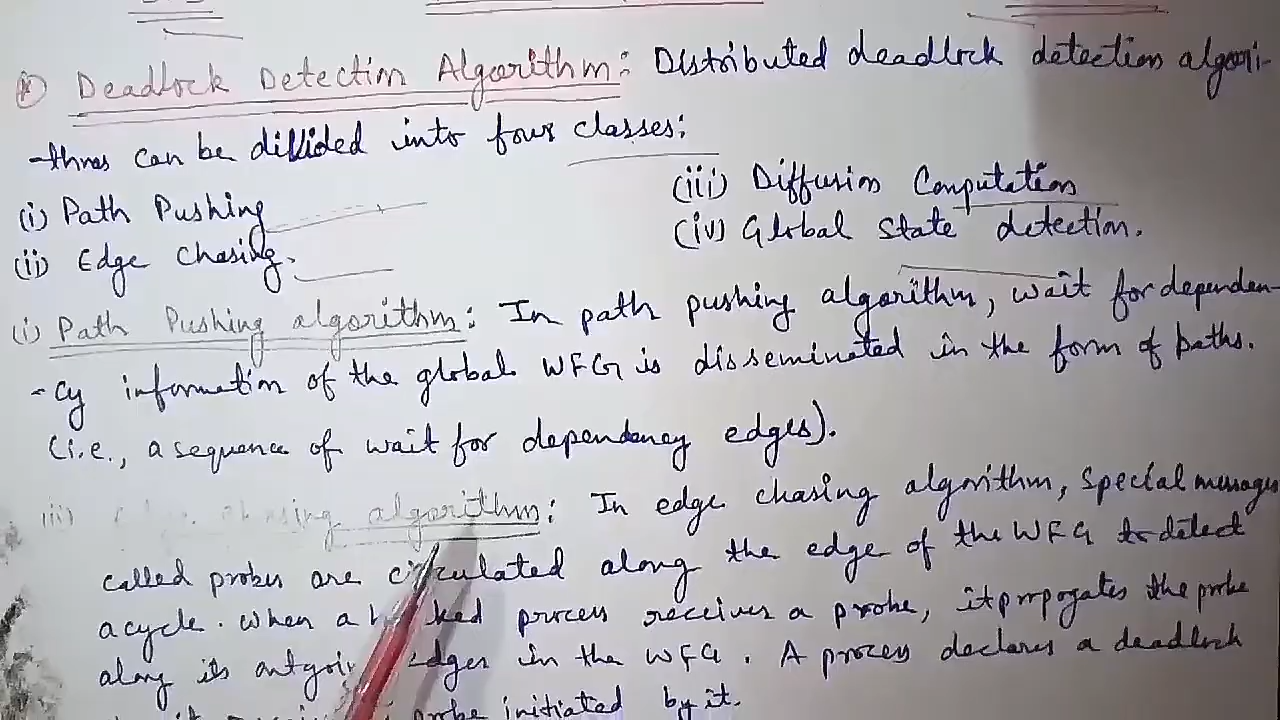 Deadlock Detection Algorithm: Distributed deadlock detection algori-
-thms can be divided into four classes:
(i) Path Pushing
(ii) Edge Chasing.
(iii) Diffusion Computation
(iv) Global State detection.
(i) Path Pushing algorithm: In path pushing algorithm, wait for dependen-
-cy information of the global WFG is disseminated in the form of paths.
(i.e., a sequence of wait for dependency edges).
chasing algorithm: In edge chasing algorithm, special messages
called probes are circulated along the edge of the WFG to detect
a cycle. When a blocked process receives a probe, it propogates the probe
along its outgoing edges in the WFG. A process declares a deadlock
probe initiated by it.